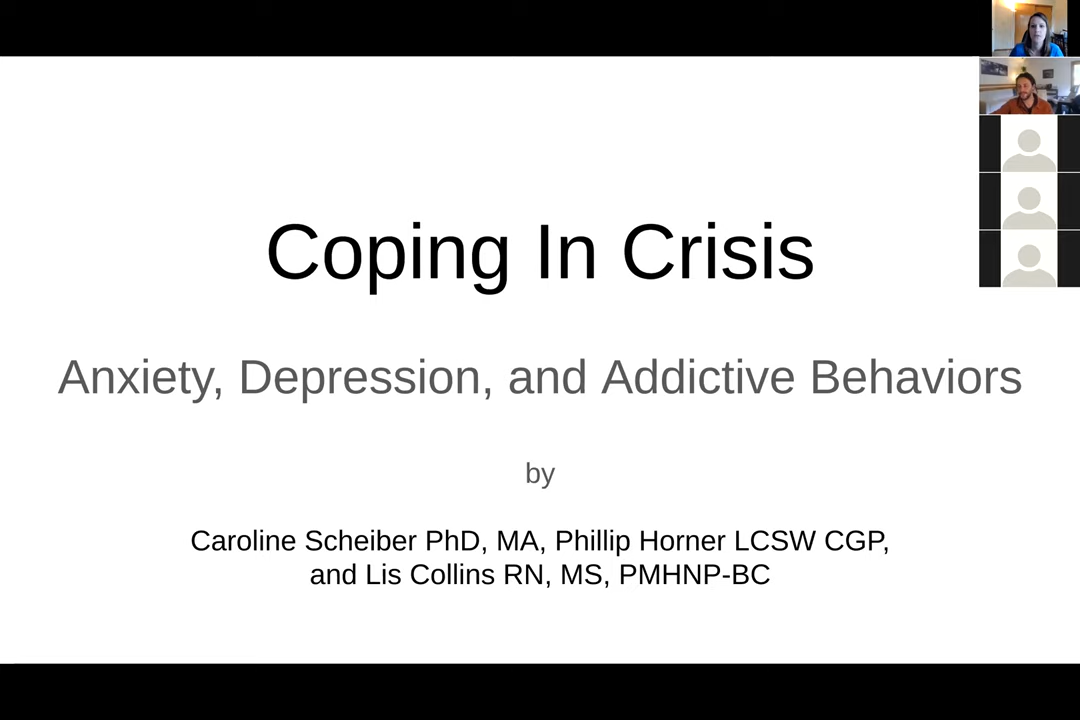 Coping In Crisis
Anxiety, Depression, and Addictive Behaviors
by
Caroline Scheiber PhD, MA, Phillip Horner LCSW CGP,
and Lis Collins RN, MS, PMHNP-BC